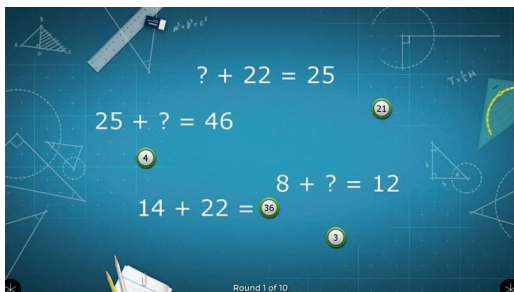 ? + 22 = 25
21
25 + ? = 46
4
8 + ? = 12
14 + 22 = 36
3
Round 1 of 10